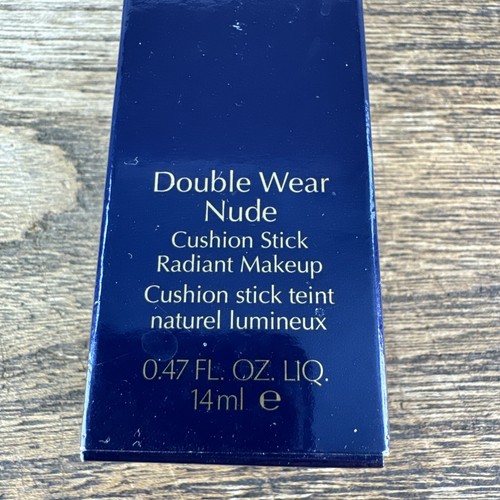 Double Wear
Nude
Cushion Stick
Radiant Makeup
Cushion stick teint
naturel lumineux
0.47 FL. OZ. LIQ.
14ml ℮